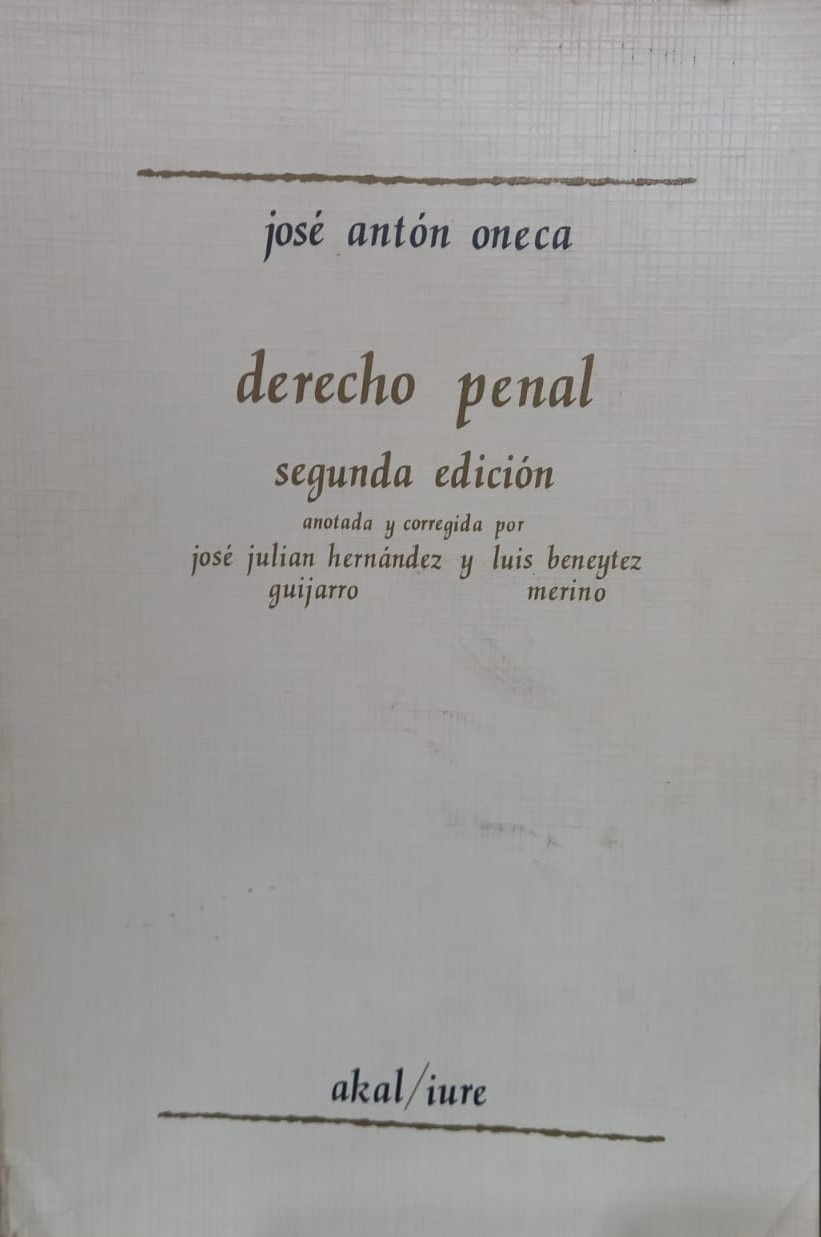 josé antón oneca
derecho penal
segunda edición
anotada y corregida por
josé julian hernández y luis beneytez
guijarro merino
akal/iure